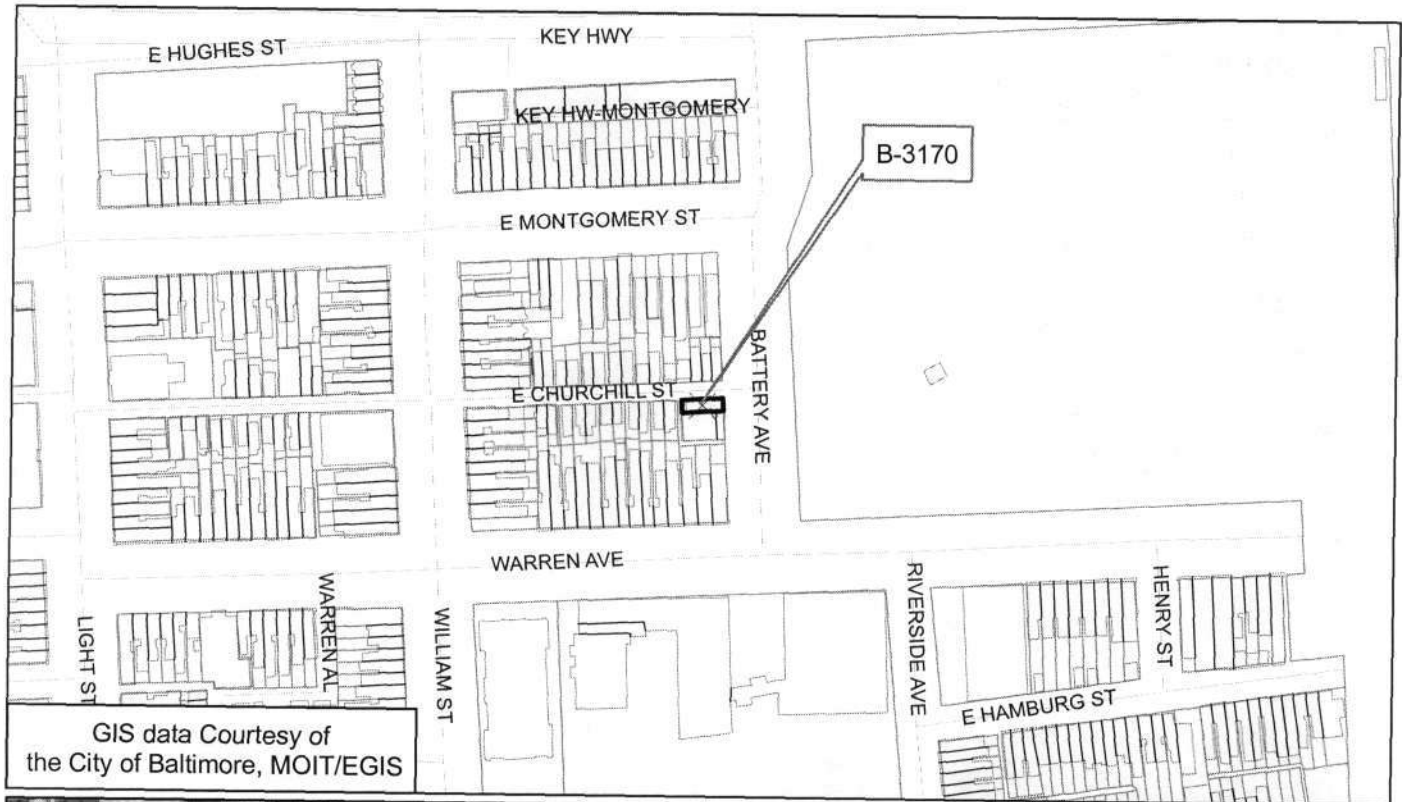 E HUGHES ST
KEY HWY
KEY HW-MONTGOMERY
B-3170
E MONTGOMERY ST
BATTERY AVE
E CHURCHILL ST
WARREN AVE
LIGHT ST
WARREN AL
WILLIAM ST
RIVERSIDE AVE
HENRY ST
E HAMBURG ST
GIS data Courtesy of
the City of Baltimore, MOIT/EGIS